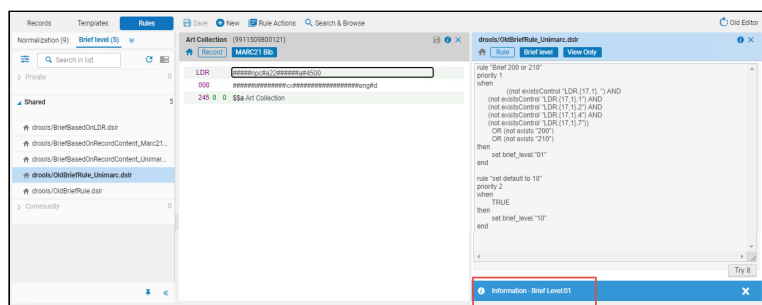 Records Templates Rules
Save New Rule Actions Search & Browse Old Editor
Normalization (9) Brief level (5)
Search in list
Private 0
Shared 5
drools/BriefBasedOnLDR.dslr
drools/BriefBasedOnRecordContent_Marc21...
drools/BriefBasedOnRecordContent_Unimar...
drools/OldBriefRule_Unimarc.dslr
drools/OldBriefRule.dslr
Community 0
Art Collection (9911509800121)
Record MARC21 Bib
LDR #####npc#a22######a#4500
245 0 0 $$a Art Collection
drools/OldBriefRule_Unimarc.dslr
Rule Brief level View Only
rule "Brief 200 or 210"
priority 1
when
((not existsControl "LDR.{17,1}. ") AND
(not existsControl "LDR.{17,1}.1") AND
(not existsControl "LDR.{17,1}.2") AND
(not existsControl "LDR.{17,1}.4") AND
(not existsControl "LDR.{17,1}.7"))
OR (not exists "200")
OR (not exists "210")
then
set brief_level."01"
end
rule "set default to 10"
priority 2
when
TRUE
then
set brief_level."10"
end
Try it
Information - Brief Level:01